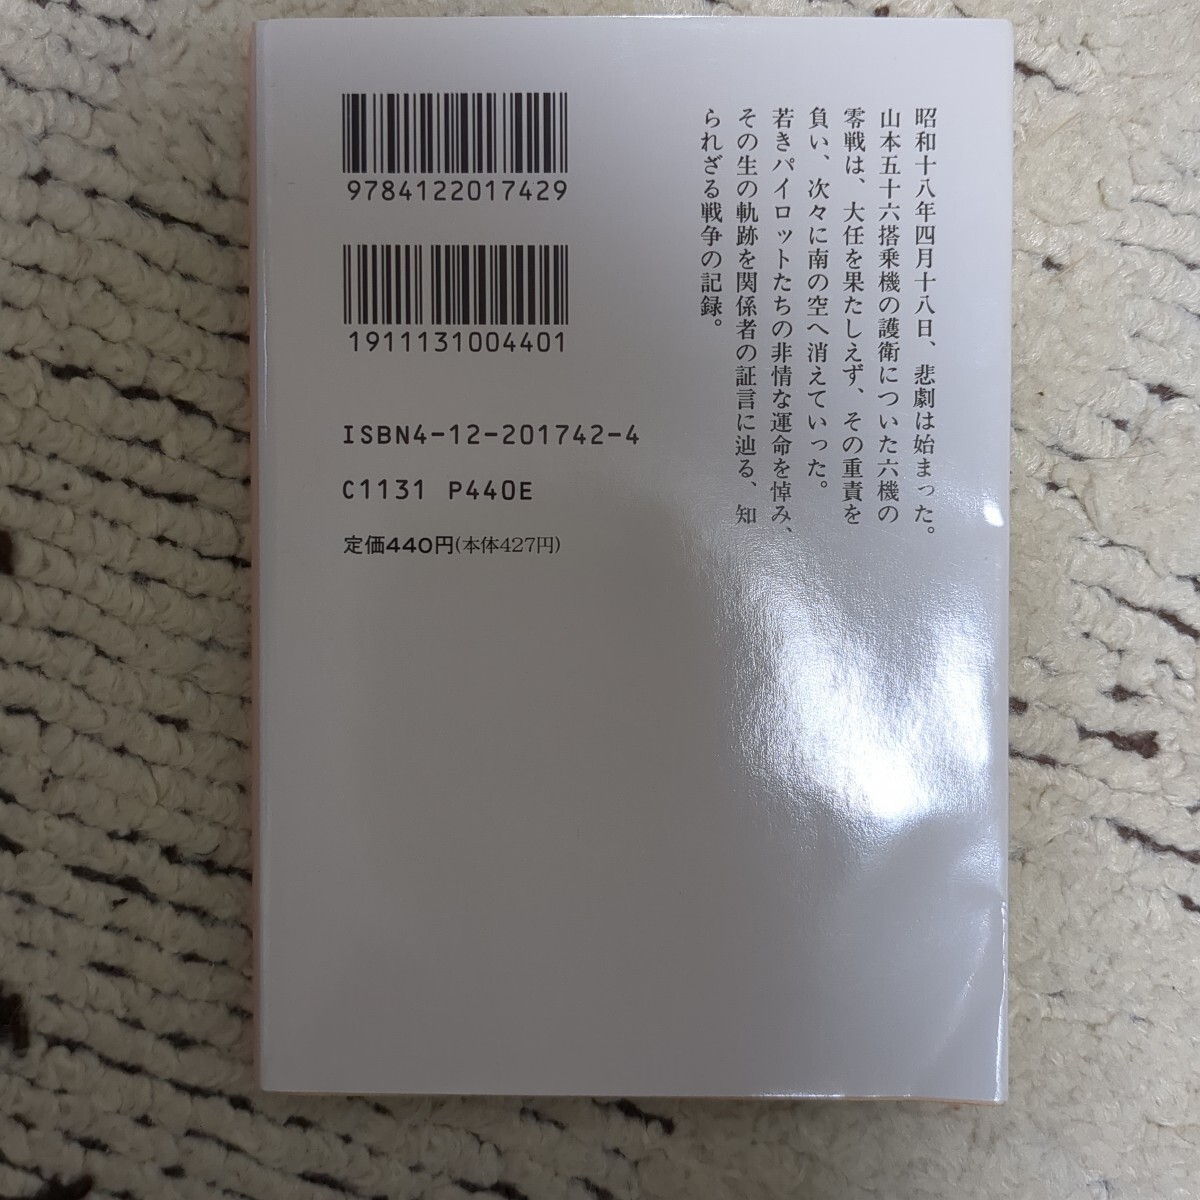 昭和十八年四月十八日、悲劇は始まった。
山本五十六搭乗機の護衛についた六機の
零戦は、大任を果たしえず、その重責を
負い、次々に南の空へ消えていった。
若きパイロットたちの非情な運命を悼み、
その生の軌跡を関係者の証言に辿る、知
られざる戦争の記録。
9784122017429
1911131004401
ISBN4-12-201742-4
C1131 P440E
定価440円(本体427円)